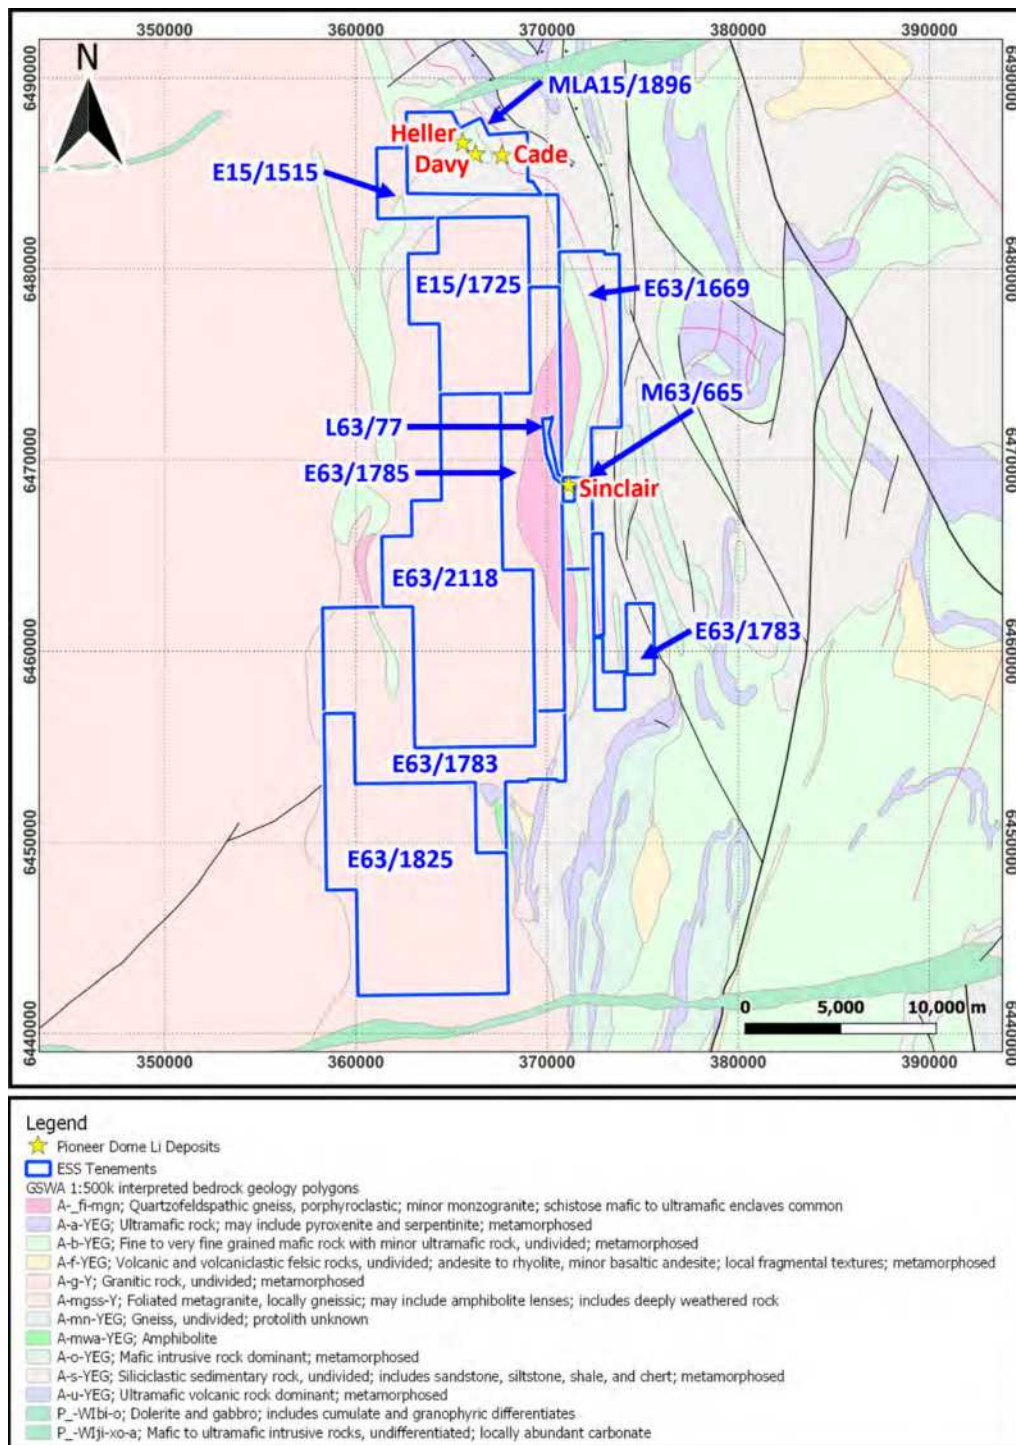 350000 360000 370000 380000 390000
6490000
6490000
N
MLA15/1896
Heller
Davy
Cade
E15/1515
6480000
6480000
E15/1725
E63/1669
M63/665
L63/77
6470000
6470000
E63/1785
Sinclair
E63/2118
E63/1783
6460000
6460000
E63/1783
6450000
6450000
E63/1825
0 5,000 10,000 m
6440000
6440000
350000 360000 370000 380000 390000
Legend
Pioneer Dome Li Deposits
ESS Tenements
GSWA 1:500k interpreted bedrock geology polygons
A-_fi-mgn; Quartzofeldspathic gneiss, porphyroclastic; minor monzogranite; schistose mafic to ultramafic enclaves common
A-a-YEG; Ultramafic rock; may include pyroxenite and serpentinite; metamorphosed
A-b-YEG; Fine to very fine grained mafic rock with minor ultramafic rock, undivided; metamorphosed
A-f-YEG; Volcanic and volcaniclastic felsic rocks, undivided; andesite to rhyolite, minor basaltic andesite; local fragmental textures; metamorphosed
A-g-Y; Granitic rock, undivided; metamorphosed
A-mgss-Y; Foliated metagranite, locally gneissic; may include amphibolite lenses; includes deeply weathered rock
A-mn-YEG; Gneiss, undivided; protolith unknown
A-mwa-YEG; Amphibolite
A-o-YEG; Mafic intrusive rock dominant; metamorphosed
A-s-YEG; Siliciclastic sedimentary rock, undivided; includes sandstone, siltstone, shale, and chert; metamorphosed
A-u-YEG; Ultramafic volcanic rock dominant; metamorphosed
P_-WIbi-o; Dolerite and gabbro; includes cumulate and granophyric differentiates
P_-WIji-xo-a; Mafic to ultramafic intrusive rocks, undifferentiated; locally abundant carbonate